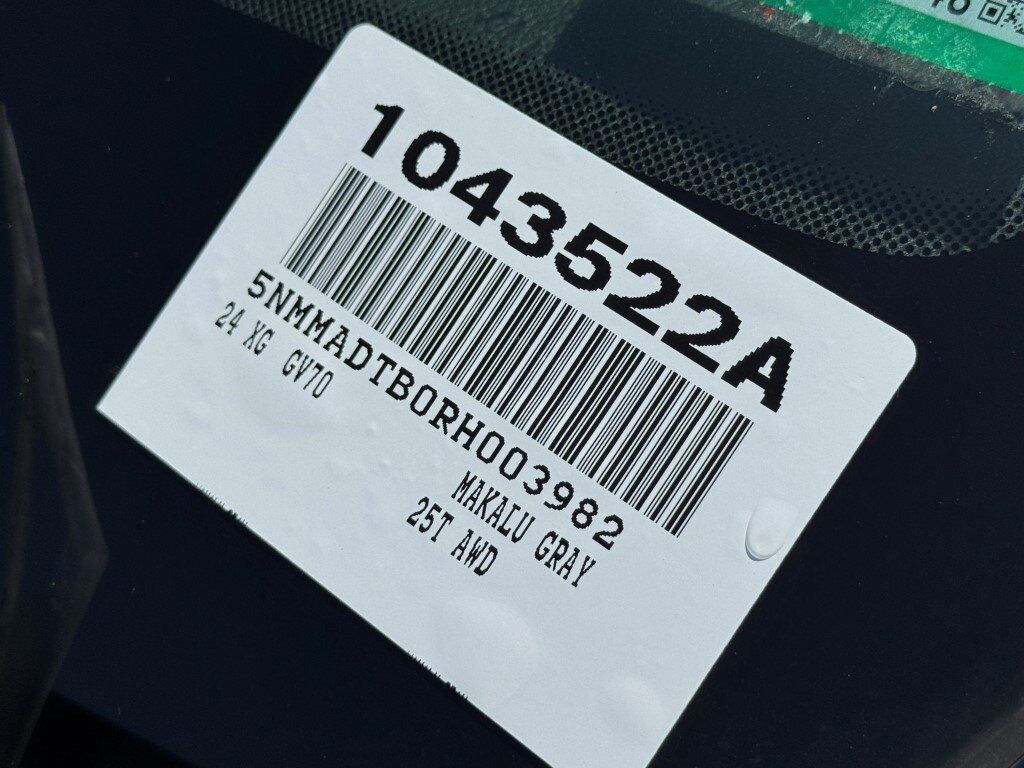 1043522A
5NMMADTB0RH003982
24 XG GV70
MAKALU GRAY
25T AWD